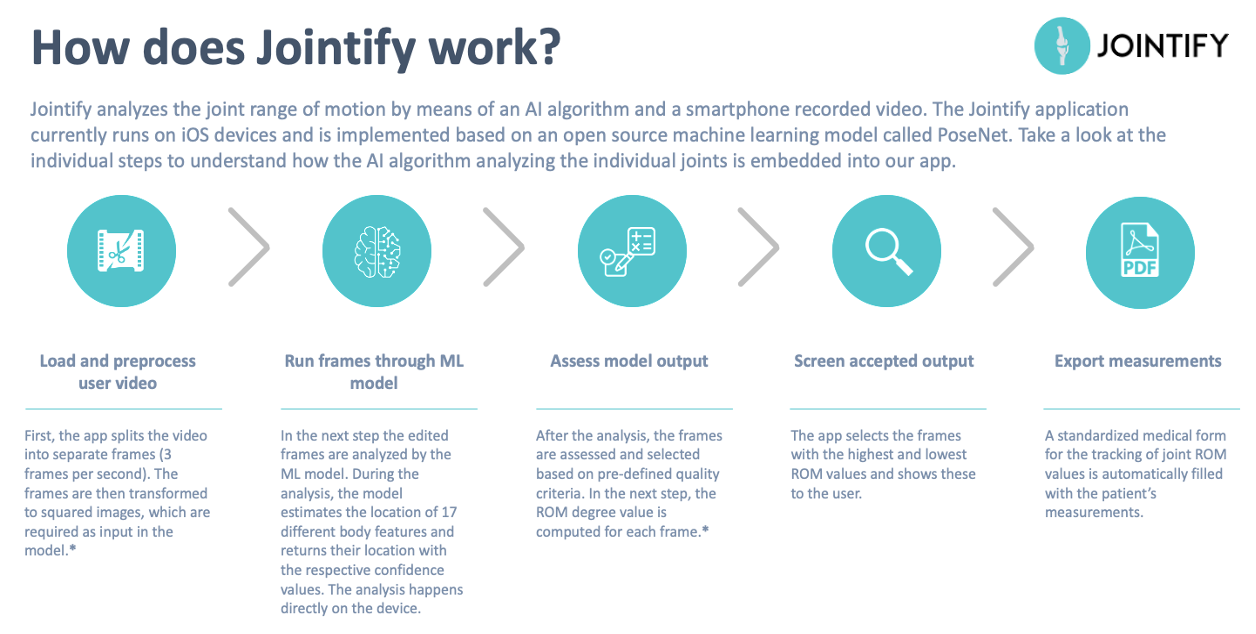 How does Jointify work?
JOINTIFY
Jointify analyzes the joint range of motion by means of an AI algorithm and a smartphone recorded video. The Jointify application
currently runs on iOS devices and is implemented based on an open source machine learning model called PoseNet. Take a look at the
individual steps to understand how the AI algorithm analyzing the individual joints is embedded into our app.
PDF
Load and preprocess
user video
First, the app splits the video
into separate frames (3
frames per second). The
frames are then transformed
to squared images, which are
required as input in the
model.*
Run frames through ML
model
In the next step the edited
frames are analyzed by the
ML model. During the
analysis, the model
estimates the location of 17
different body features and
returns their location with
the respective confidence
values. The analysis happens
directly on the device.
Assess model output
After the analysis, the frames
are assessed and selected
based on pre-defined quality
criteria. In the next step, the
ROM degree value is
computed for each frame.*
Screen accepted output
The app selects the frames
with the highest and lowest
ROM values and shows these
to the user.
Export measurements
A standardized medical form
for the tracking of joint ROM
values is automatically filled
with the patient's
measurements.